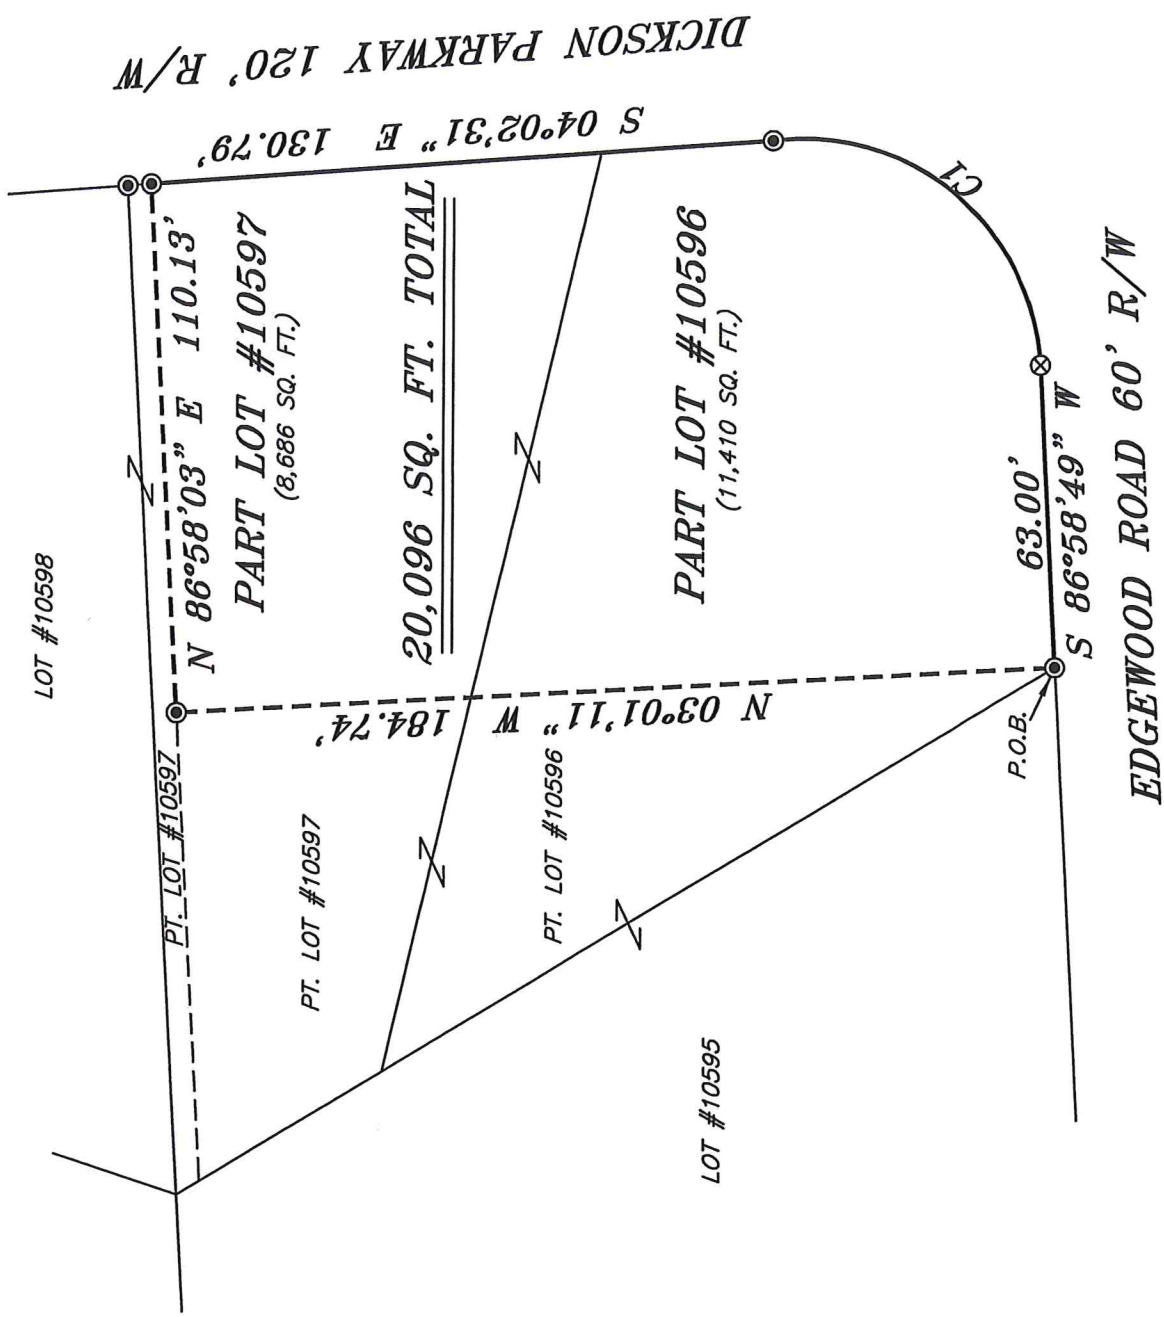 DICKSON PARKWAY 120' R/W
S 04°02'31" E 130.79'
N 86°58'03" E 110.13'
PART LOT #10597
(8,686 SQ. FT.)
20,096 SQ. FT. TOTAL
PART LOT #10596
(11,410 SQ. FT.)
C1
LOT #10598
N 03°01'11" W 184.74'
63.00'
S 86°58'49" W
EDGEWOOD ROAD 60' R/W
P.O.B.
PT. LOT #10597
PT. LOT #10597
PT. LOT #10596
LOT #10595